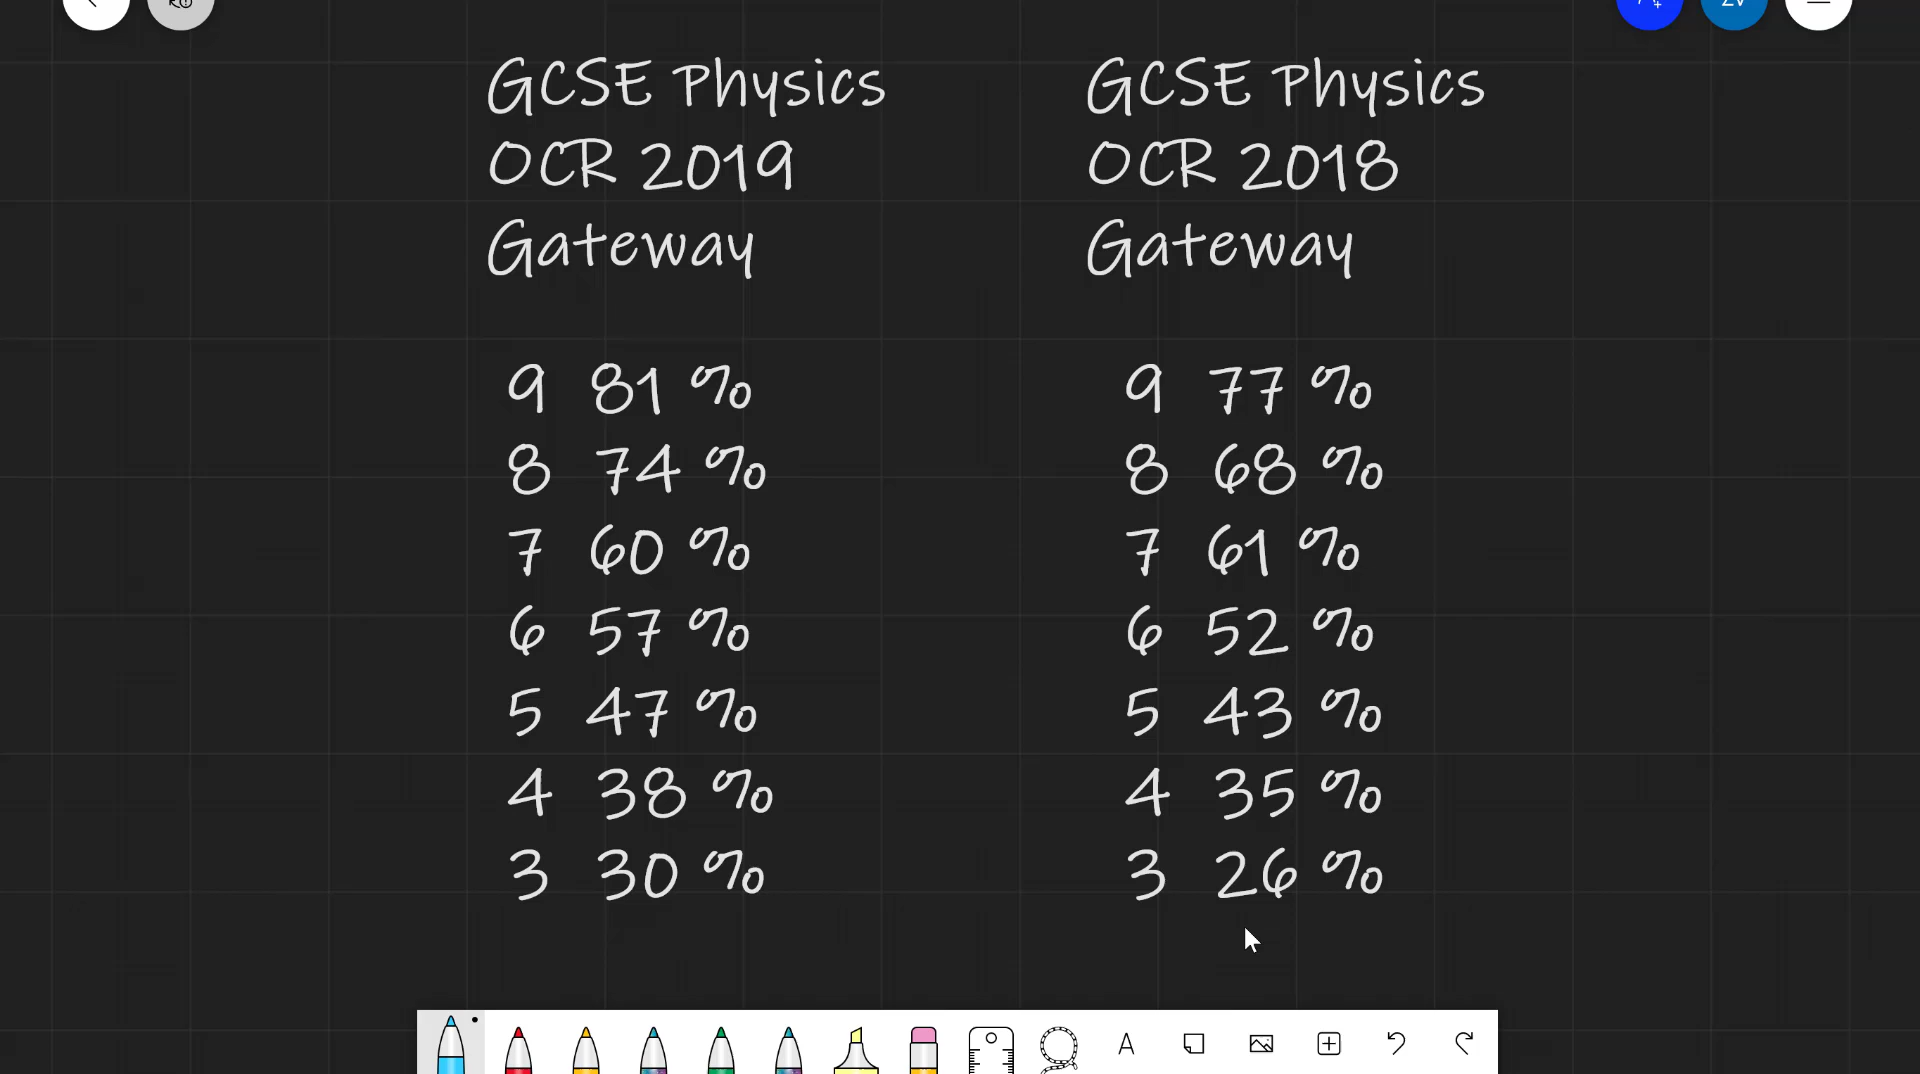 GCSE Physics
OCR 2019
Gateway
9 81 %
8 74 %
7 60 %
6 57 %
5 47 %
4 38 %
3 30 %
GCSE Physics
OCR 2018
Gateway
9 77 %
8 68 %
7 61 %
6 52 %
5 43 %
4 35 %
3 26 %